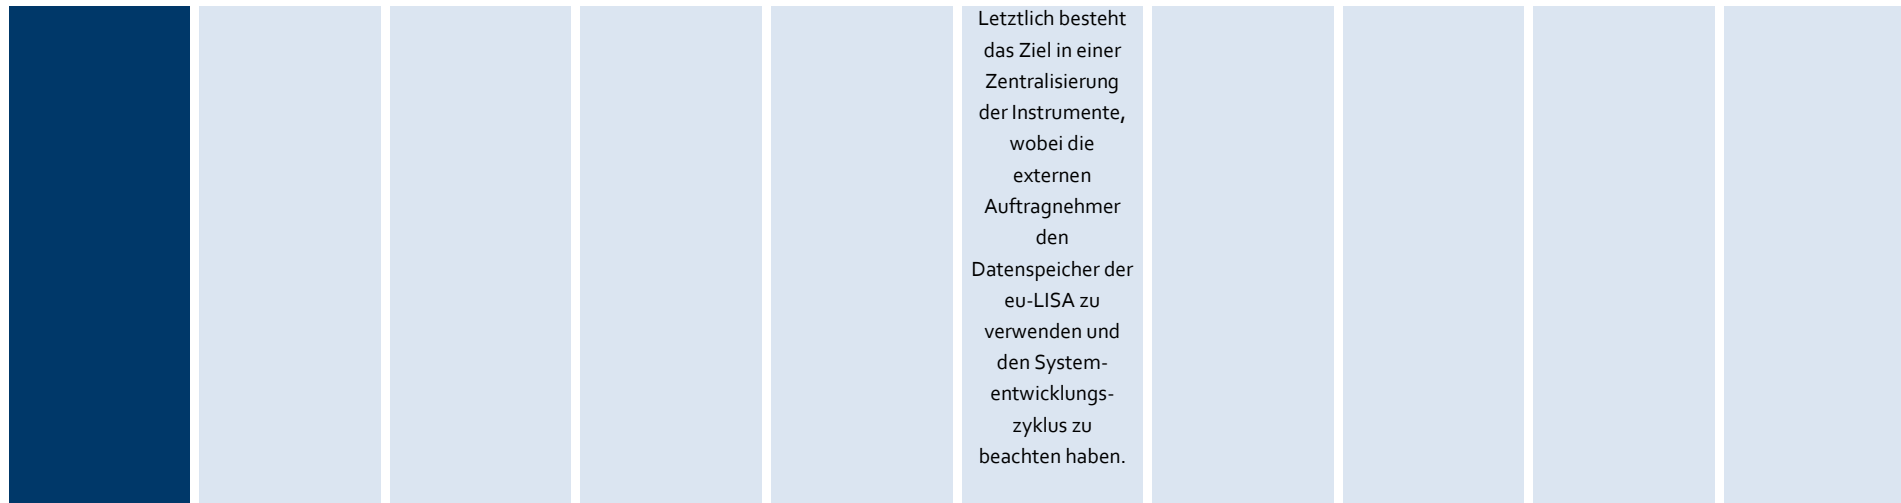 Letztlich besteht
das Ziel in einer
Zentralisierung
der Instrumente,
wobei die
externen
Auftragnehmer
den
Datenspeicher der
eu-LISA zu
verwenden und
den System-
entwicklungs-
zyklus zu
beachten haben.